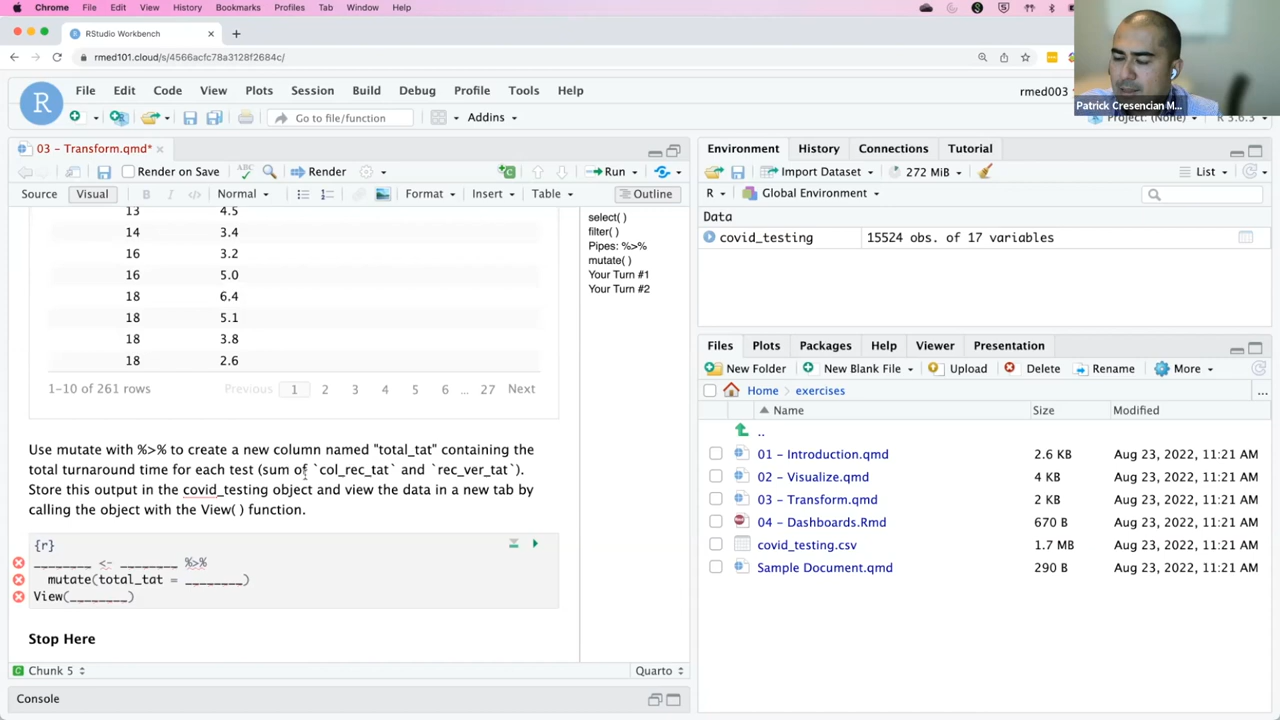 Chrome File Edit View History Bookmarks Profiles Tab Window Help
RStudio Workbench
rmed101.cloud/s/4566acfc78a3128f2684c/
Patrick Cresencian M...
File Edit Code View Plots Session Build Debug Profile Tools Help
rmed003
Go to file/function
Addins
Project: (None)
R 3.6.3
03 - Transform.qmd*
Render on Save
Render
Run
Source Visual
B I </>
Normal
Format Insert Table
Outline
13 4.5
14 3.4
16 3.2
16 5.0
18 6.4
18 5.1
18 3.8
18 2.6
1-10 of 261 rows
Previous 1 2 3 4 5 6 ... 27 Next
Use mutate with %>% to create a new column named "total_tat" containing the
total turnaround time for each test (sum of `col_rec_tat` and `rec_ver_tat`).
Store this output in the covid_testing object and view the data in a new tab by
calling the object with the View( ) function.
{r}
________ <- ________ %>%
mutate(total_tat = ________)
View(________)
Stop Here
Chunk 5
Quarto
Console
select( )
filter( )
Pipes: %>%
mutate( )
Your Turn #1
Your Turn #2
Environment History Connections Tutorial
Import Dataset
272 MiB
List
R
Global Environment
Data
covid_testing 15524 obs. of 17 variables
Files Plots Packages Help Viewer Presentation
New Folder New Blank File Upload Delete Rename More
Home exercises ...
Name Size Modified
..
01 - Introduction.qmd 2.6 KB Aug 23, 2022, 11:21 AM
02 - Visualize.qmd 4 KB Aug 23, 2022, 11:21 AM
03 - Transform.qmd 2 KB Aug 23, 2022, 11:21 AM
04 - Dashboards.Rmd 670 B Aug 23, 2022, 11:21 AM
covid_testing.csv 1.7 MB Aug 23, 2022, 11:21 AM
Sample Document.qmd 290 B Aug 23, 2022, 11:21 AM